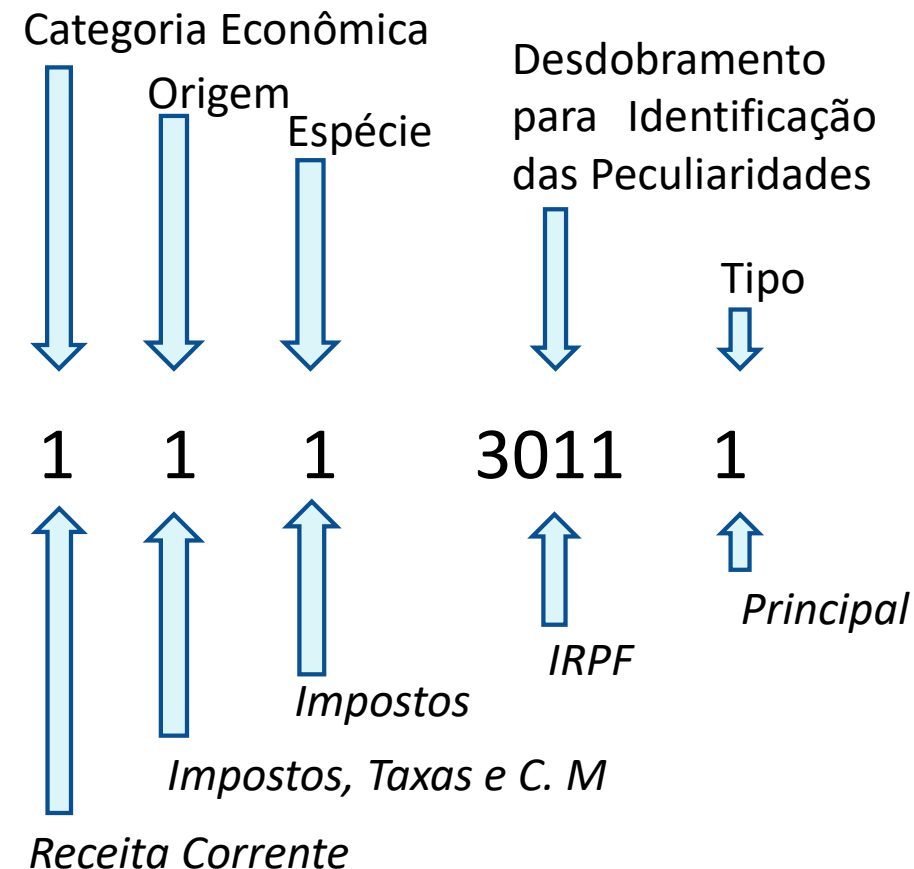 Categoria Econômica
Origem
Espécie
Desdobramento
para Identificação
das Peculiaridades
Tipo
1 1 1 3011 1
Principal
IRPF
Impostos
Impostos, Taxas e C. M
Receita Corrente